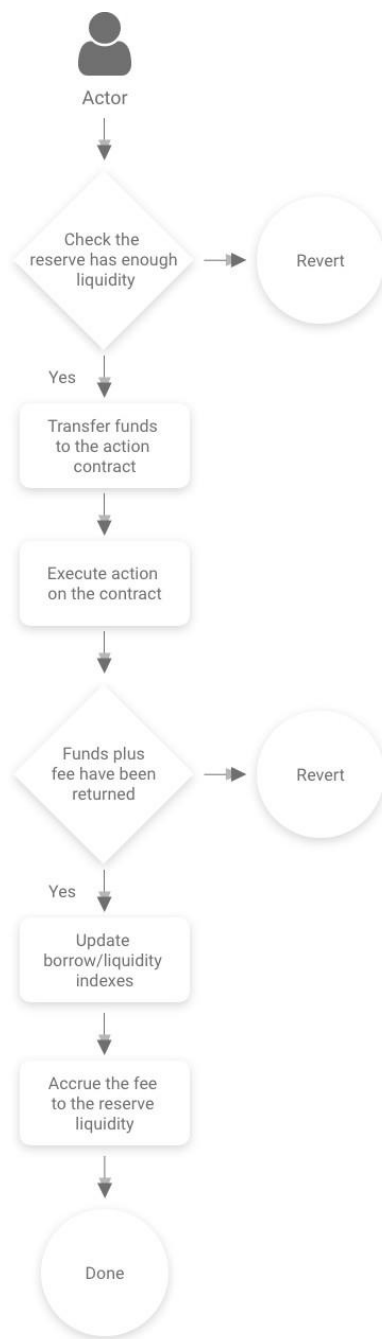 Actor
Check the
reserve has enough
liquidity
Revert
Yes
Transfer funds
to the action
contract
Execute action
on the contract
Funds plus
fee have been
returned
Revert
Yes
Update
borrow/liquidity
indexes
Accrue the fee
to the reserve
liquidity
Done